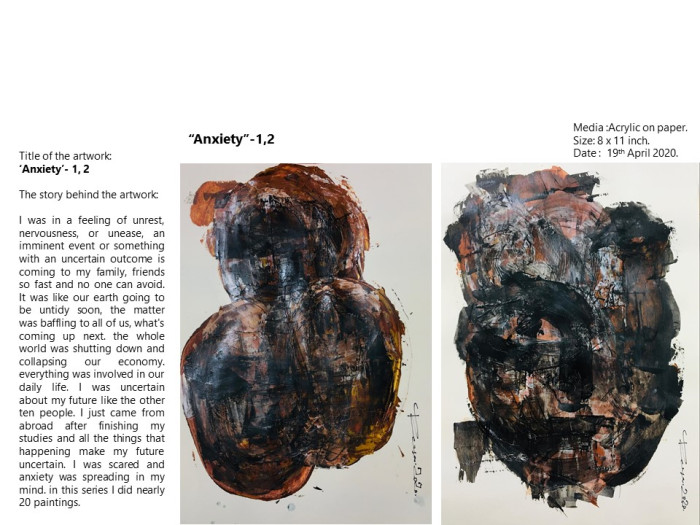 "Anxiety"-1,2
Media :Acrylic on paper.
Size: 8 x 11 inch.
Date : 19th April 2020.
Title of the artwork:
'Anxiety'- 1, 2
The story behind the artwork:
I was in a feeling of unrest,
nervousness, or unease, an
imminent event or something
with an uncertain outcome is
coming to my family, friends
so fast and no one can avoid.
It was like our earth going to
be untidy soon, the matter
was baffling to all of us, what's
coming up next. the whole
world was shutting down and
collapsing our economy.
everything was involved in our
daily life. I was uncertain
about my future like the other
ten people. I just came from
abroad after finishing my
studies and all the things that
happening make my future
uncertain. I was scared and
anxiety was spreading in my
mind. in this series I did nearly
20 paintings.